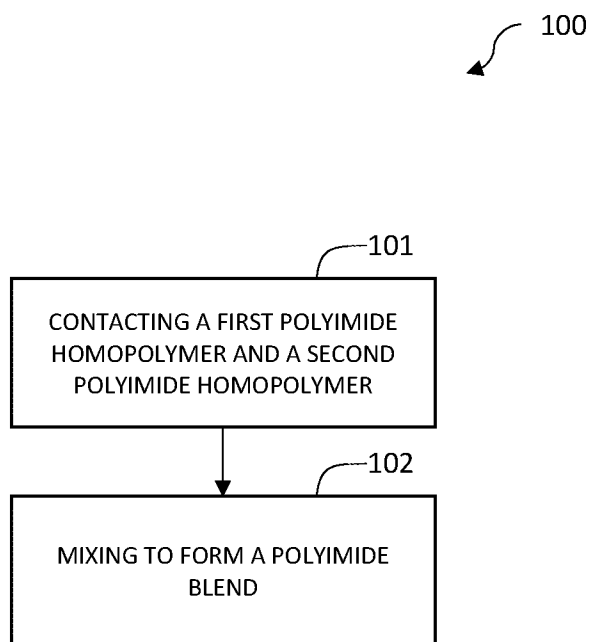 100
101
CONTACTING A FIRST POLYIMIDE
HOMOPOLYMER AND A SECOND
POLYIMIDE HOMOPOLYMER
102
MIXING TO FORM A POLYIMIDE
BLEND